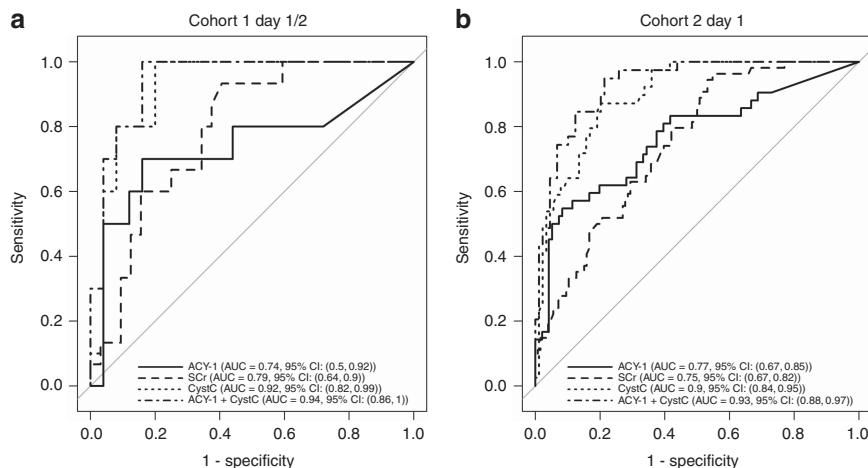 a
Cohort 1 day 1/2
1.0
0.8
0.6
0.4
0.2
0.0
Sensitivity
ACY-1 (AUC = 0.74, 95% CI: (0.5, 0.92))
SCr (AUC = 0.79, 95% CI: (0.64, 0.9))
CystC (AUC = 0.92, 95% CI: (0.82, 0.99))
ACY-1 + CystC (AUC = 0.94, 95% CI: (0.86, 1))
0.0 0.2 0.4 0.6 0.8 1.0
1 - specificity
b
Cohort 2 day 1
1.0
0.8
0.6
0.4
0.2
0.0
Sensitivity
ACY-1 (AUC = 0.77, 95% CI: (0.67, 0.85))
SCr (AUC = 0.75, 95% CI: (0.67, 0.82))
CystC (AUC = 0.9, 95% CI: (0.84, 0.95))
ACY-1 + CystC (AUC = 0.93, 95% CI: (0.88, 0.97))
0.0 0.2 0.4 0.6 0.8 1.0
1 - specificity